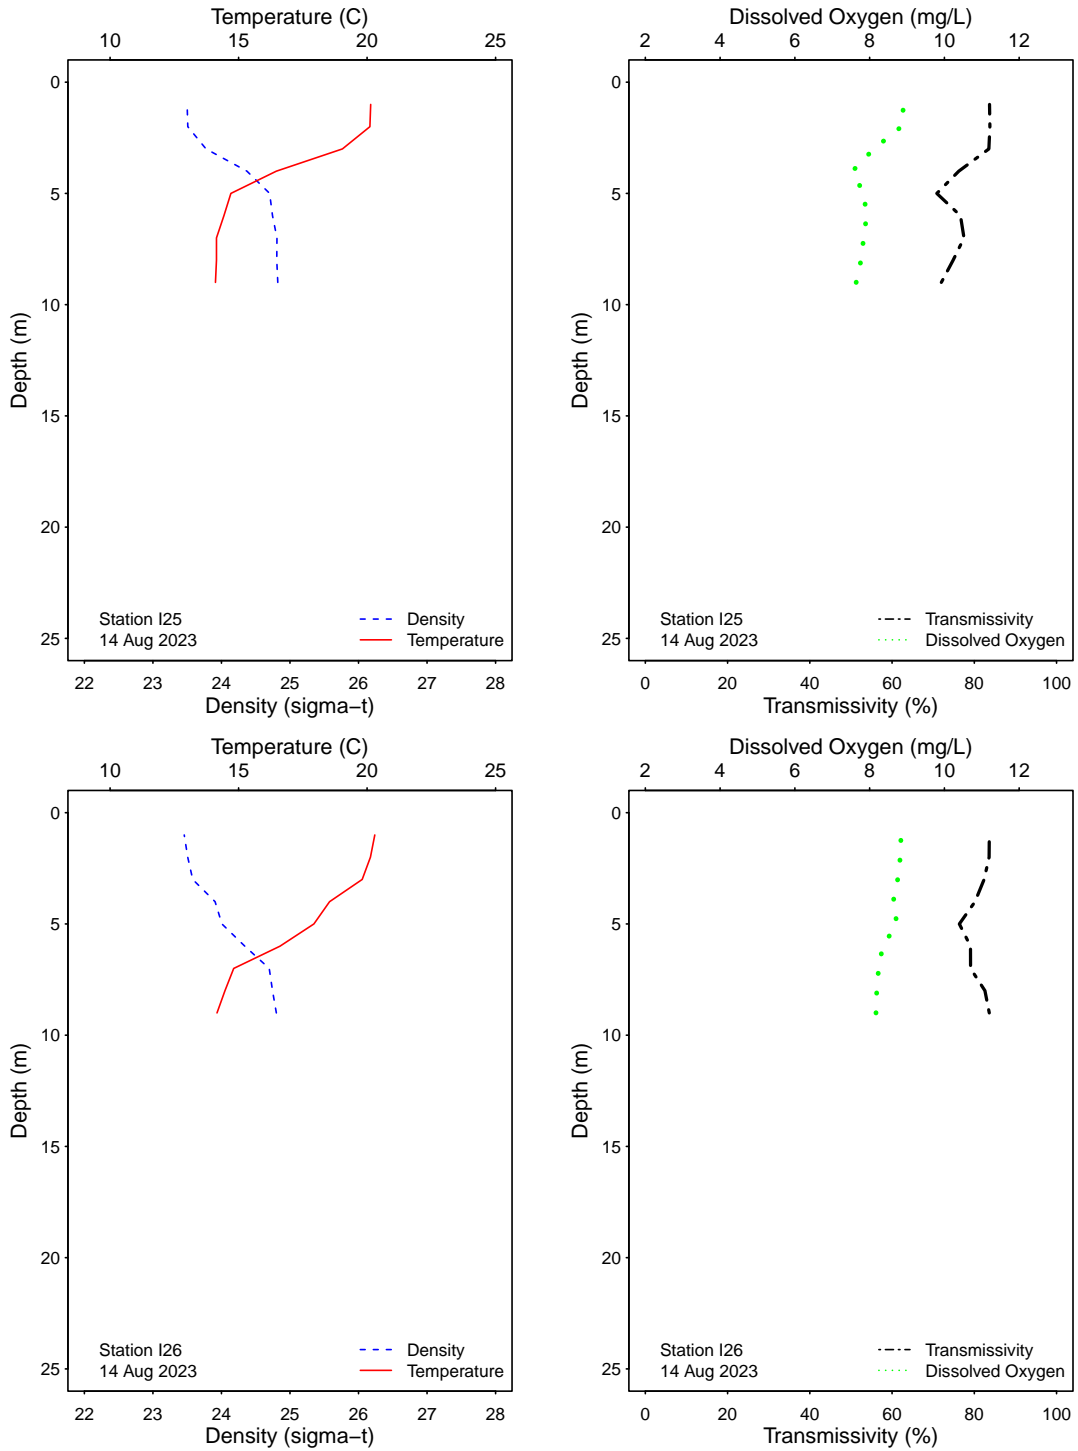 Temperature (C)
10 15 20 25
0
5
10
15
20
25
Depth (m)
Station I25
14 Aug 2023
Density
Temperature
22 23 24 25 26 27 28
Density (sigma−t)
Dissolved Oxygen (mg/L)
2 4 6 8 10 12
0
5
10
15
20
25
Depth (m)
Station I25
14 Aug 2023
Transmissivity
Dissolved Oxygen
0 20 40 60 80 100
Transmissivity (%)
Temperature (C)
10 15 20 25
0
5
10
15
20
25
Depth (m)
Station I26
14 Aug 2023
Density
Temperature
22 23 24 25 26 27 28
Density (sigma−t)
Dissolved Oxygen (mg/L)
2 4 6 8 10 12
0
5
10
15
20
25
Depth (m)
Station I26
14 Aug 2023
Transmissivity
Dissolved Oxygen
0 20 40 60 80 100
Transmissivity (%)